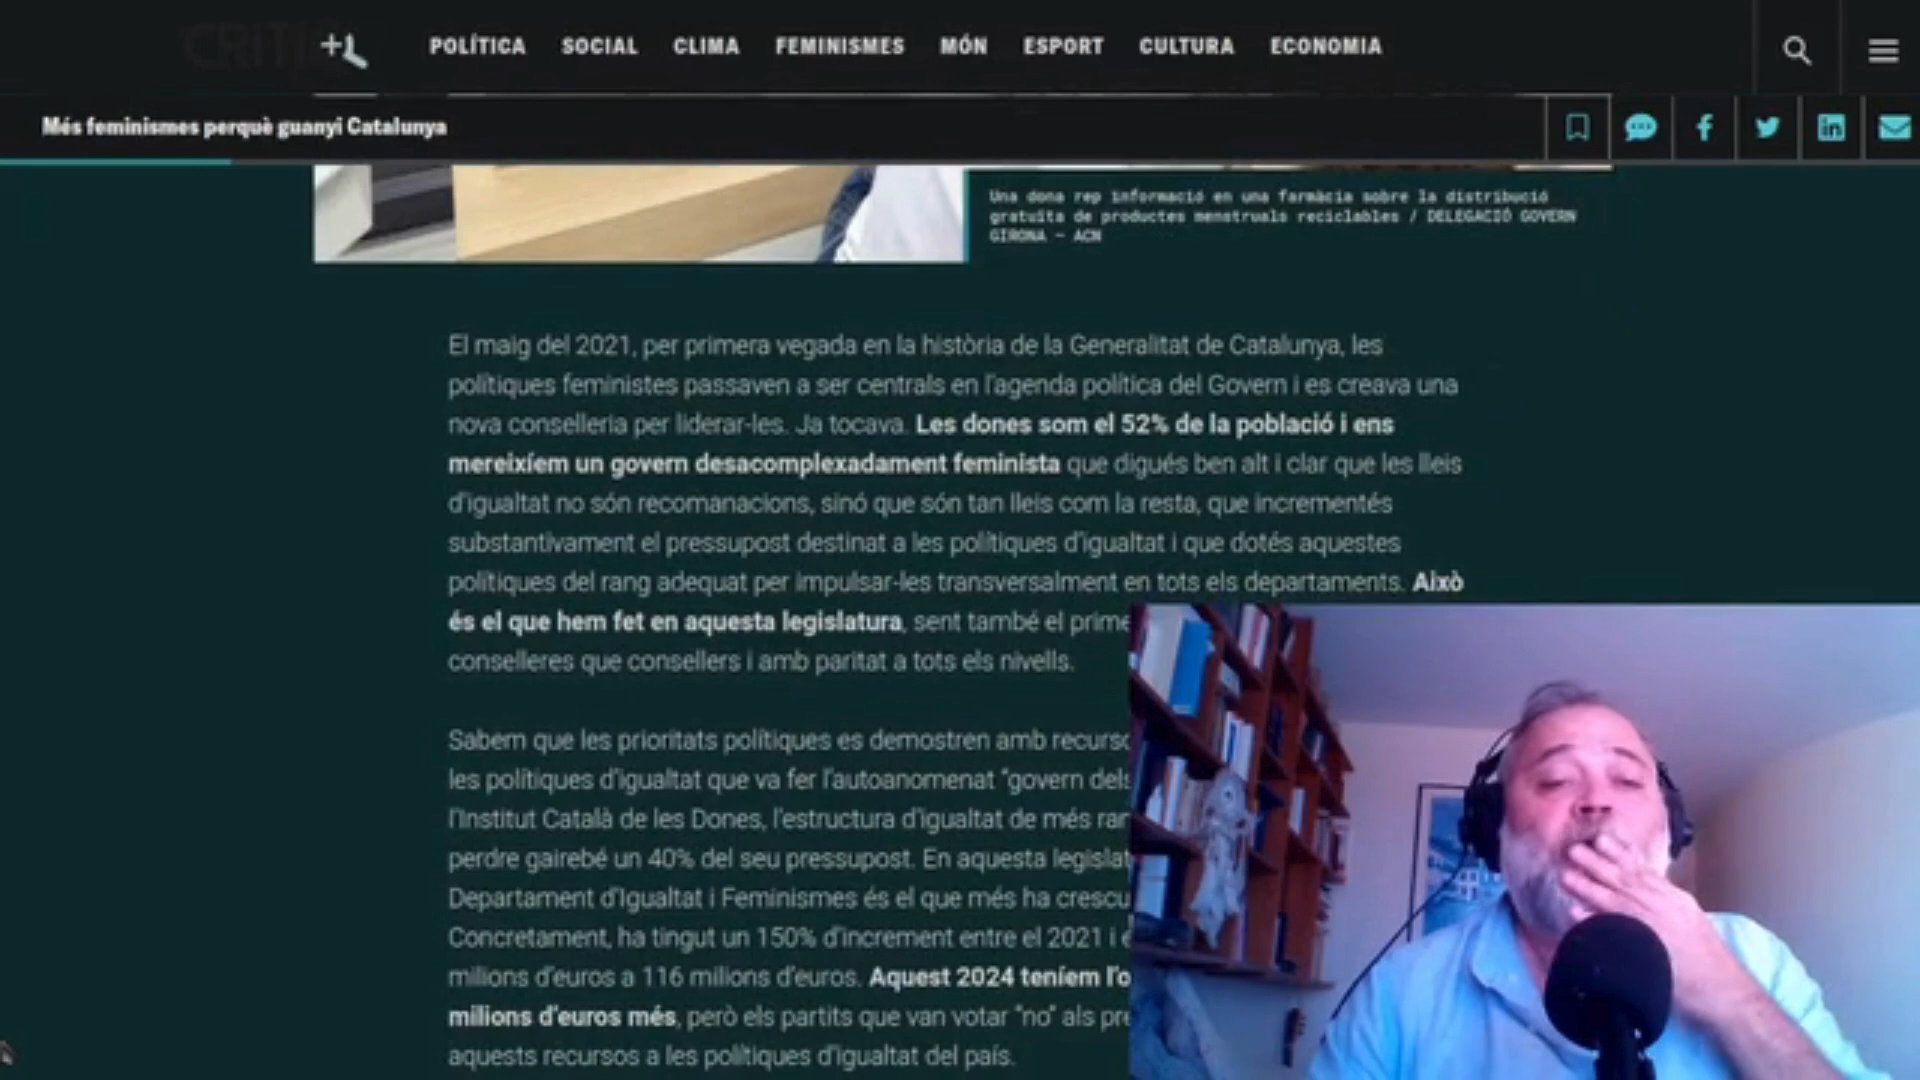 CRÍTIC
POLÍTICA SOCIAL CLIMA FEMINISMES MÓN ESPORT CULTURA ECONOMIA
Més feminismes perquè guanyi Catalunya
Una dona rep informació en una farmàcia sobre la distribució
gratuïta de productes menstruals reciclables / DELEGACIÓ GOVERN
GIRONA – ACN
El maig del 2021, per primera vegada en la història de la Generalitat de Catalunya, les
polítiques feministes passaven a ser centrals en l’agenda política del Govern i es creava una
nova conselleria per liderar-les. Ja tocava. Les dones som el 52% de la població i ens
mereixíem un govern desacomplexadament feminista que digués ben alt i clar que les lleis
d’igualtat no són recomanacions, sinó que són tan lleis com la resta, que incrementés
substantivament el pressupost destinat a les polítiques d’igualtat i que dotés aquestes
polítiques del rang adequat per impulsar-les transversalment en tots els departaments. Això
és el que hem fet en aquesta legislatura, sent també el prime
conselleres que consellers i amb paritat a tots els nivells.
Sabem que les prioritats polítiques es demostren amb recurso
les polítiques d’igualtat que va fer l’autoanomenat “govern dels
l’Institut Català de les Dones, l’estructura d’igualtat de més ran
perdre gairebé un 40% del seu pressupost. En aquesta legislat
Departament d’Igualtat i Feminismes és el que més ha crescu
Concretament, ha tingut un 150% d’increment entre el 2021 i e
milions d’euros a 116 milions d’euros. Aquest 2024 teníem l’o
milions d’euros més, però els partits que van votar “no” als pre
aquests recursos a les polítiques d’igualtat del país.